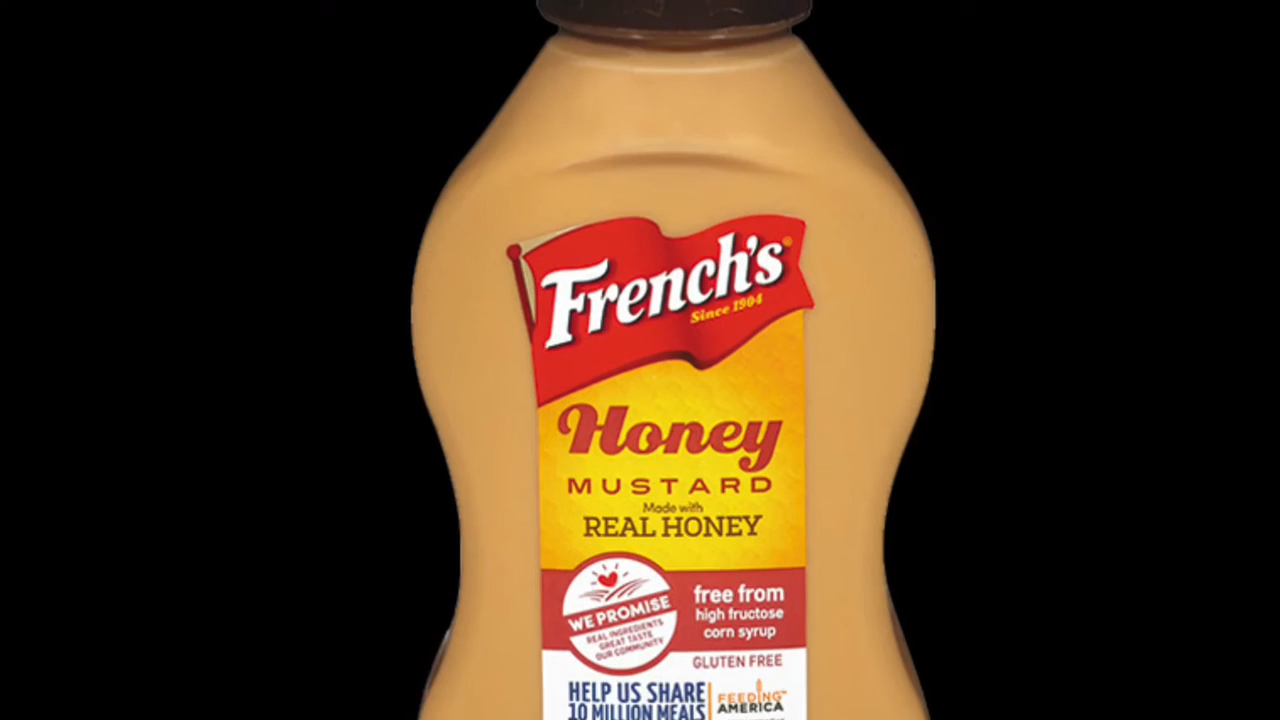 French's®
Since 1904
Honey
MUSTARD
Made with
REAL HONEY
WE PROMISE
REAL INGREDIENTS
GREAT TASTE
OUR COMMUNITY
free from
high fructose
corn syrup
GLUTEN FREE
HELP US SHARE
10 MILLION MEALS
FEEDING™
AMERICA